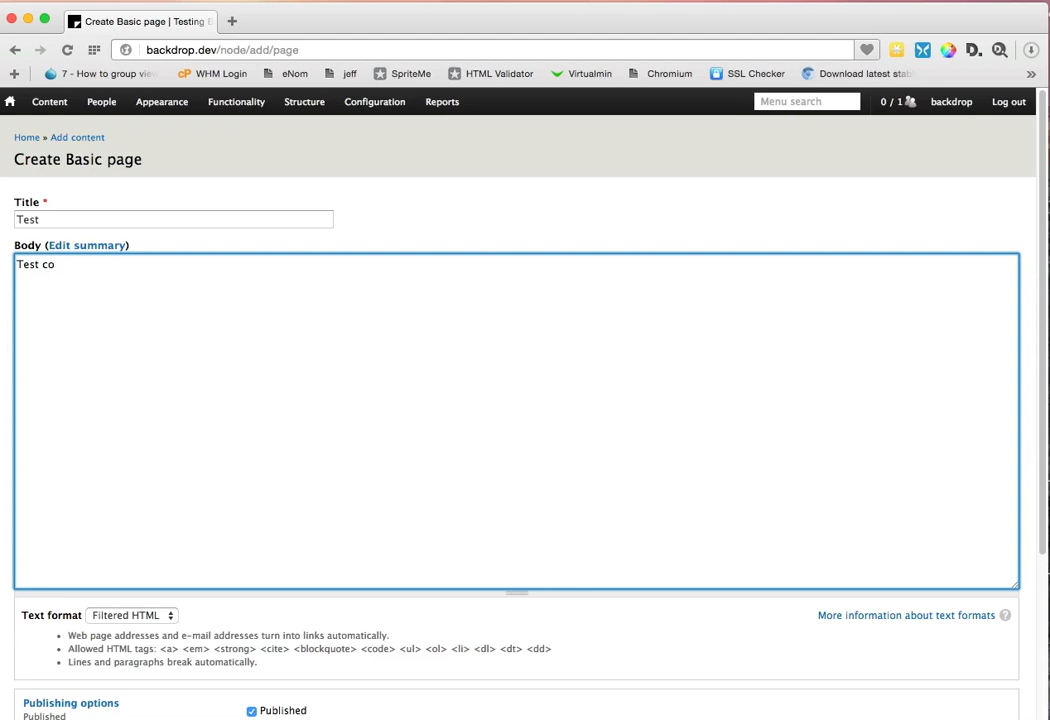 Create Basic page | Testing
backdrop.dev/node/add/page
7 - How to group
WHM Login
eNom
jeff
SpriteMe
HTML Validator
Virtualmin
Chromium
SSL Checker
Download latest
Content
People
Appearance
Functionality
Structure
Configuration
Reports
Menu search
0 / 1
backdrop
Log out
Home » Add content
Create Basic page
Title *
Test
Body (Edit summary)
Test co
Text format Filtered HTML
More information about text formats ?
• Web page addresses and e-mail addresses turn into links automatically.
• Allowed HTML tags: <a> <em> <strong> <cite> <blockquote> <code> <ul> <ol> <li> <dl> <dt> <dd>
• Lines and paragraphs break automatically.
Publishing options
Published
Published